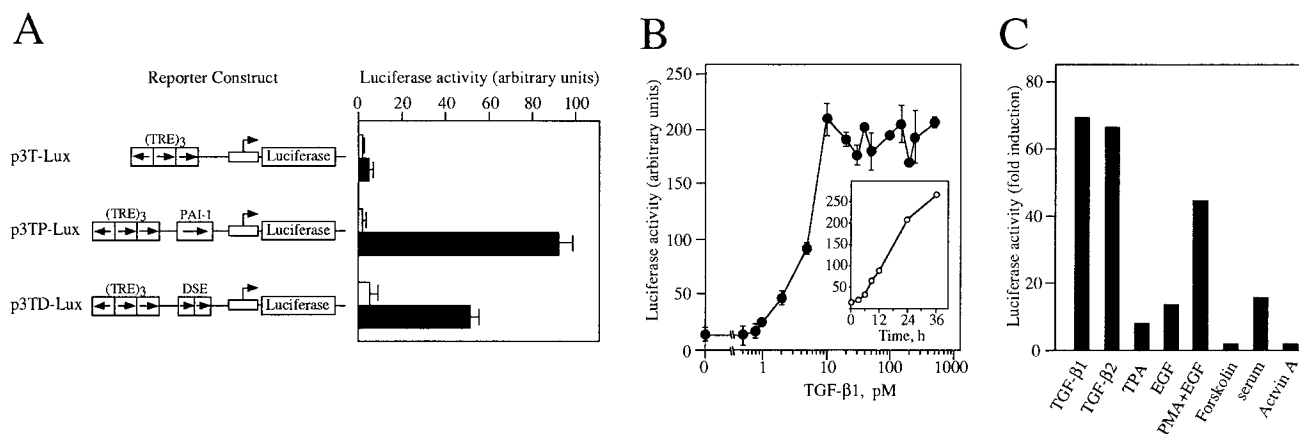 A
Reporter Construct
Luciferase activity (arbitrary units)
0 20 40 60 80 100
p3T-Lux
(TRE)3
Luciferase
p3TP-Lux
(TRE)3 PAI-1
Luciferase
p3TD-Lux
(TRE)3 DSE
Luciferase
B
Luciferase activity (arbitrary units)
250
200
150
100
50
0
0 1 10 100 1000
TGF-β1, pM
250
200
150
100
50
0 12 24 36
Time, h
C
Luciferase activity (fold induction)
80
60
40
20
0
TGF-β1
TGF-β2
TPA
EGF
PMA+EGF
Forskolin
serum
Actvin A